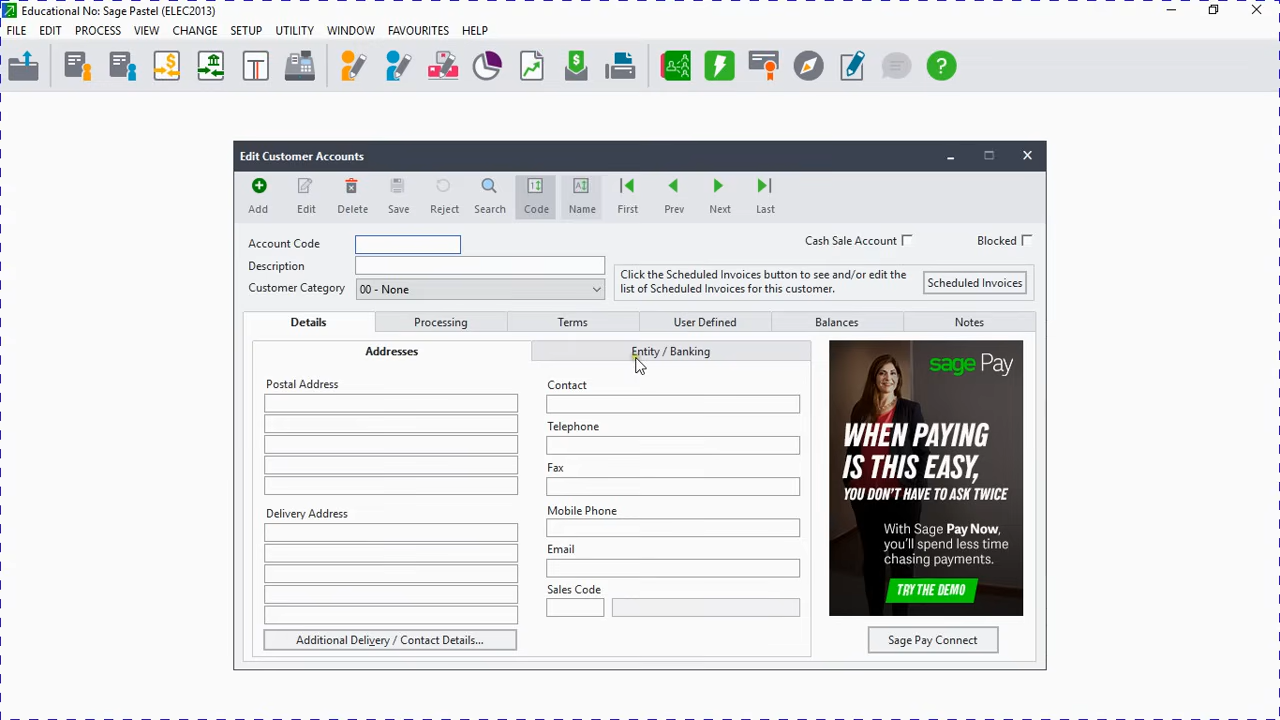 Educational No: Sage Pastel (ELEC2013)
FILE EDIT PROCESS VIEW CHANGE SETUP UTILITY WINDOW FAVOURITES HELP
Edit Customer Accounts
Add Edit Delete Save Reject Search Code Name First Prev Next Last
Account Code
Cash Sale Account
Blocked
Description
Customer Category 00 - None
Click the Scheduled Invoices button to see and/or edit the
list of Scheduled Invoices for this customer.
Scheduled Invoices
Details Processing Terms User Defined Balances Notes
Addresses Entity / Banking
Postal Address
Delivery Address
Additional Delivery / Contact Details...
Contact
Telephone
Fax
Mobile Phone
Email
Sales Code
sage Pay
WHEN PAYING
IS THIS EASY,
YOU DON'T HAVE TO ASK TWICE
With Sage Pay Now,
you'll spend less time
chasing payments.
TRY THE DEMO
Sage Pay Connect